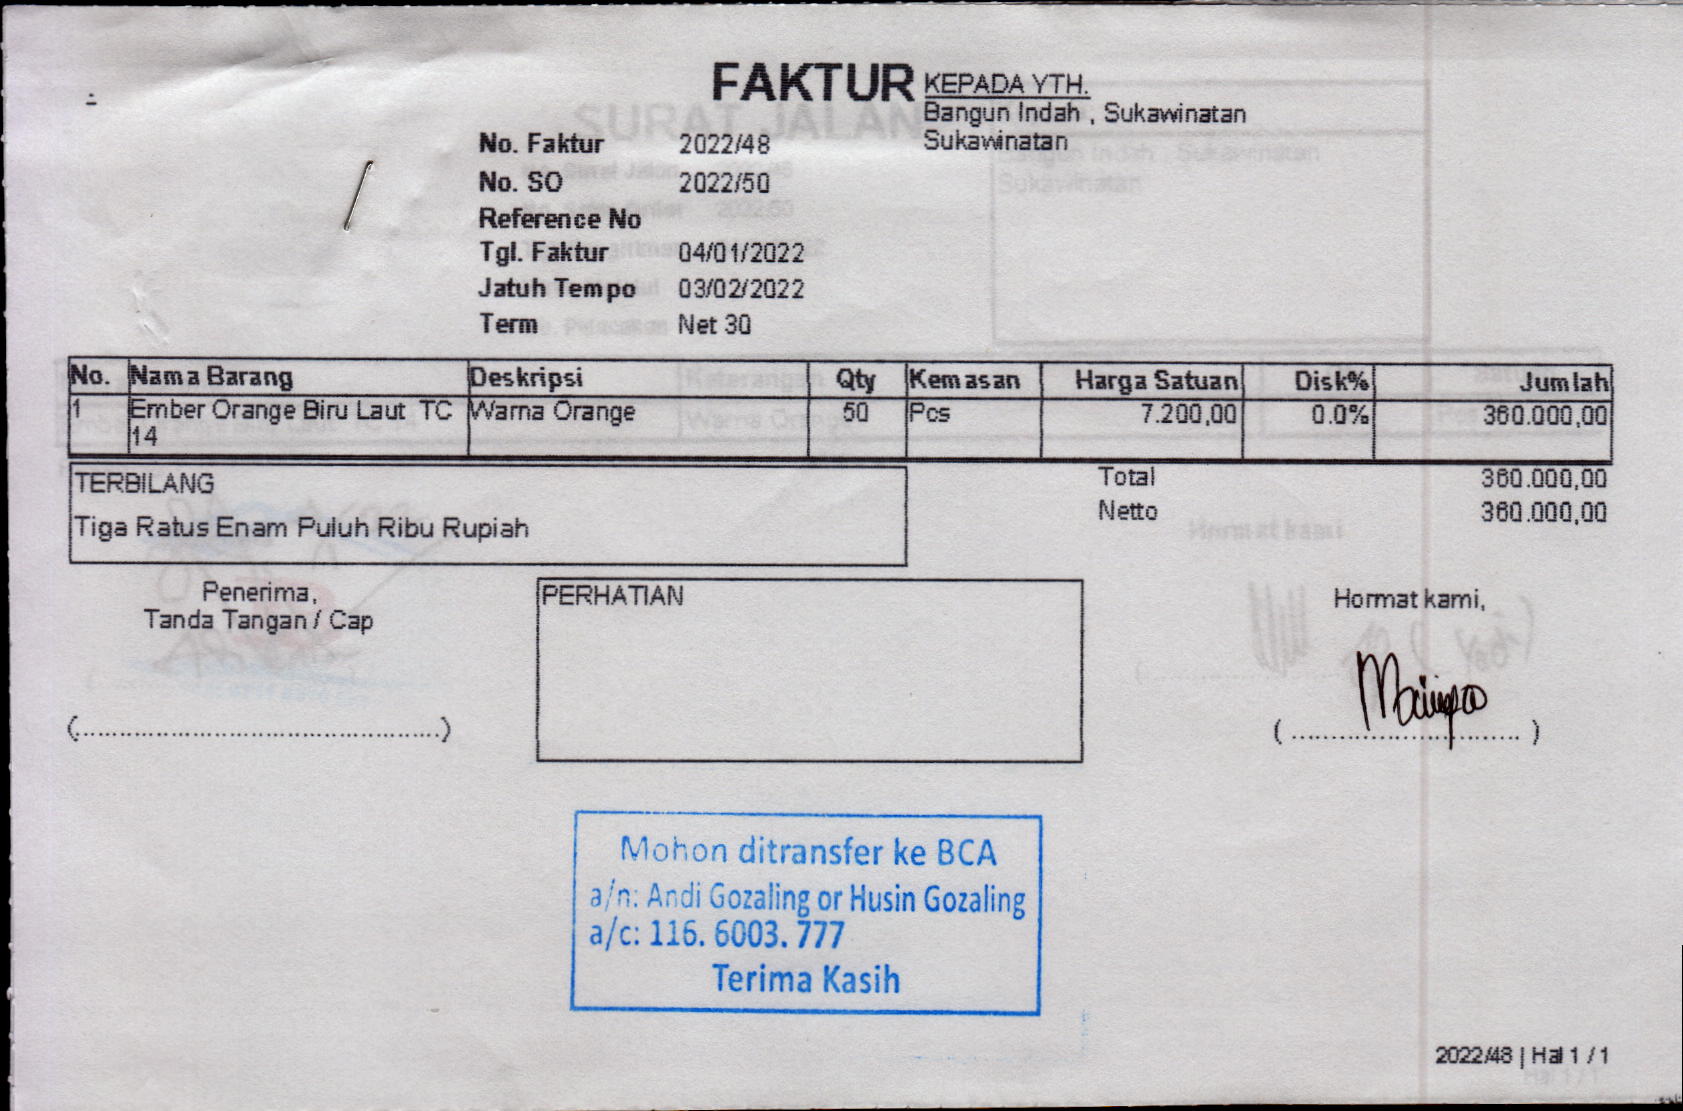 FAKTUR
KEPADA YTH.
Bangun Indah , Sukawinatan
Sukawinatan
No. Faktur 2022/48
No. SO 2022/50
Reference No
Tgl. Faktur 04/01/2022
Jatuh Tempo 03/02/2022
Term Net 30
No. Nama Barang Deskripsi Qty Kemasan Harga Satuan Disk% Jumlah
1 Ember Orange Biru Laut TC Warna Orange 50 Pcs 7.200,00 0.0% 360.000,00
14
TERBILANG
Tiga Ratus Enam Puluh Ribu Rupiah
Total 360.000,00
Netto 360.000,00
Penerima,
Tanda Tangan / Cap
(..............................................)
PERHATIAN
Hormat kami,
( .............................. )
Mohon ditransfer ke BCA
a/n: Andi Gozaling or Husin Gozaling
a/c: 116. 6003. 777
Terima Kasih
2022/48 | Hal 1 / 1